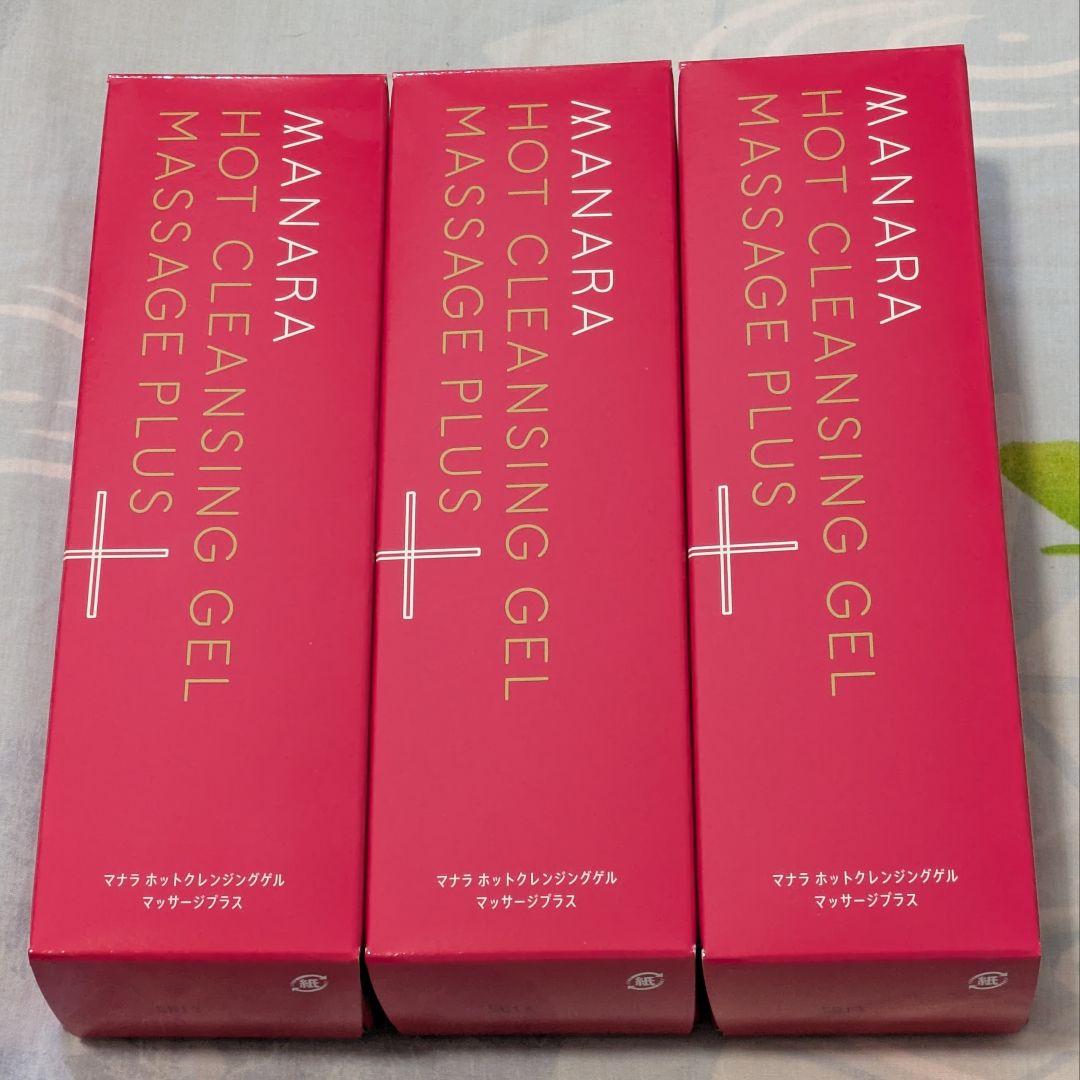 MANARA
HOT CLEANSING GEL
MASSAGE PLUS
マナラ ホットクレンジングゲル
マッサージプラス
紙
MANARA
HOT CLEANSING GEL
MASSAGE PLUS
マナラ ホットクレンジングゲル
マッサージプラス
紙
MANARA
HOT CLEANSING GEL
MASSAGE PLUS
マナラ ホットクレンジングゲル
マッサージプラス
紙